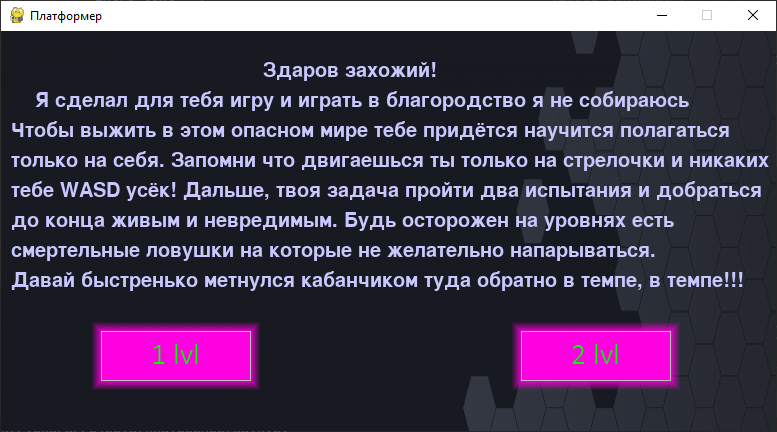 Платформер
Здаров захожий!
Я сделал для тебя игру и играть в благородство я не собираюсь
Чтобы выжить в этом опасном мире тебе придётся научится полагаться
только на себя. Запомни что двигаешься ты только на стрелочки и никаких
тебе WASD усёк! Дальше, твоя задача пройти два испытания и добраться
до конца живым и невредимым. Будь осторожен на уровнях есть
смертельные ловушки на которые не желательно напарываться.
Давай быстренько метнулся кабанчиком туда обратно в темпе, в темпе!!!
1 lvl
2 lvl